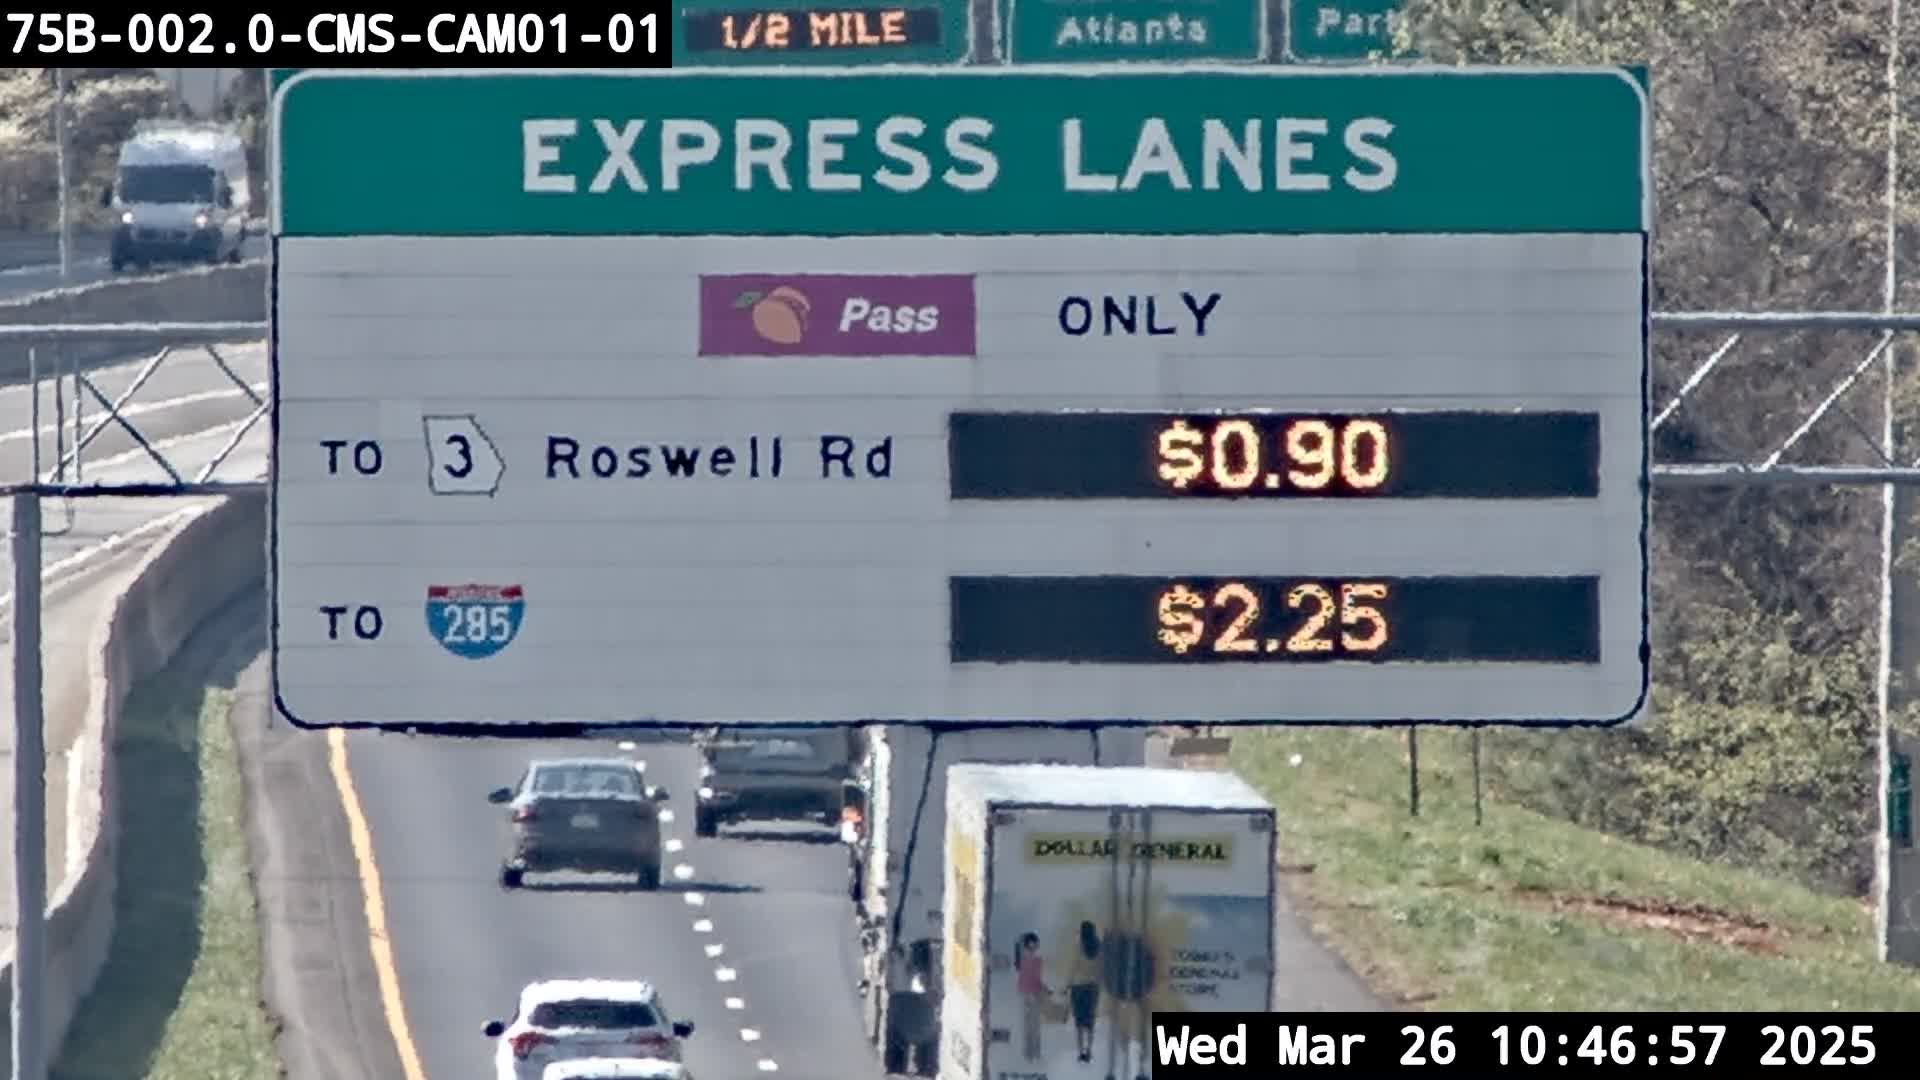 75B-002.0-CMS-CAM01-01
1/2 MILE
Atlanta
EXPRESS LANES
Pass ONLY
TO 3 Roswell Rd $0.90
TO 285 $2.25
DOLLAR GENERAL
Wed Mar 26 10:46:57 2025